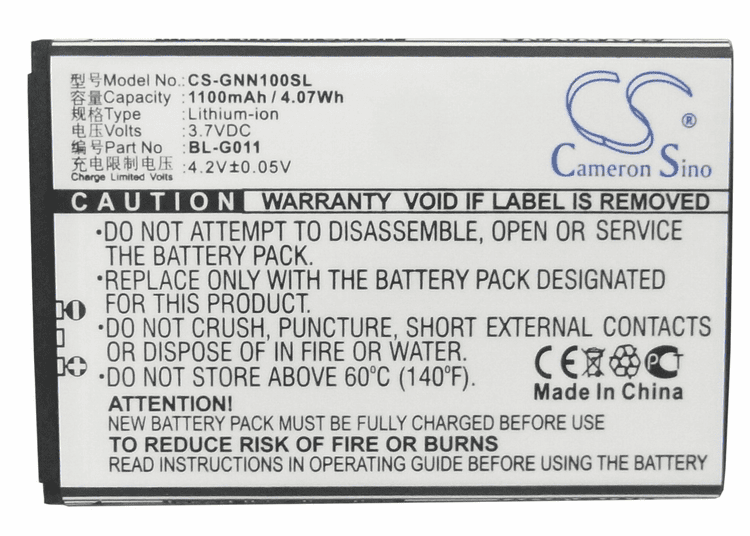 型号Model No.: CS-GNN100SL
容量Capacity: 1100mAh / 4.07Wh
规格Type: Lithium-ion
电压Volts: 3.7VDC
编号Part No: BL-G011
充电限制电压: 4.2V±0.05V
Charge Limited Volts
®
Cameron Sino
CAUTION WARRANTY VOID IF LABEL IS REMOVED
•DO NOT ATTEMPT TO DISASSEMBLE, OPEN OR SERVICE
THE BATTERY PACK.
•REPLACE ONLY WITH THE BATTERY PACK DESIGNATED
FOR THIS PRODUCT.
•DO NOT CRUSH, PUNCTURE, SHORT EXTERNAL CONTACTS
OR DISPOSE OF IN FIRE OR WATER.
•DO NOT STORE ABOVE 60°C (140°F).
CE PCT
Made In China
ATTENTION!
NEW BATTERY PACK MUST BE FULLY CHARGED BEFORE USE
TO REDUCE RISK OF FIRE OR BURNS
READ INSTRUCTIONS IN OPERATING GUIDE BEFORE USING THE BATTERY